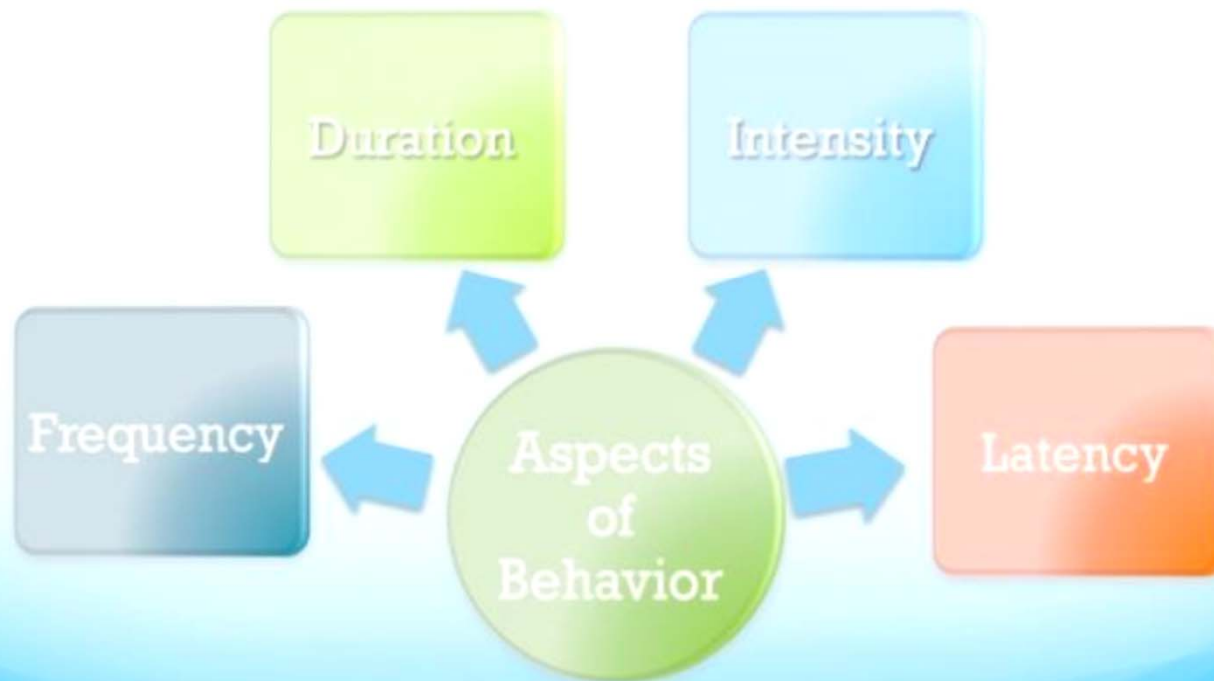 Duration
Intensity
Frequency
Aspects
of
Behavior
Latency